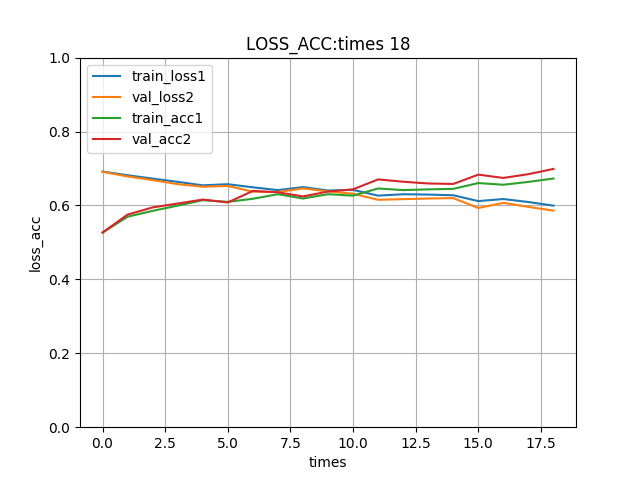 LOSS_ACC:times 18
train_loss1
val_loss2
train_acc1
val_acc2
1.0
0.8
0.6
0.4
0.2
0.0
loss_acc
0.0 2.5 5.0 7.5 10.0 12.5 15.0 17.5
times